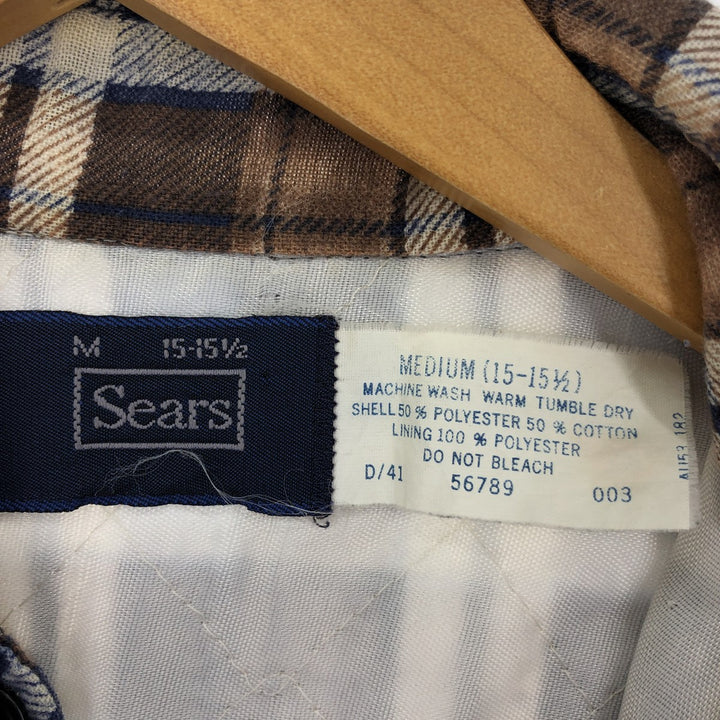 M 15-15½
Sears
MEDIUM (15-15½)
MACHINE WASH WARM TUMBLE DRY
SHELL 50 % POLYESTER 50 % COTTON
LINING 100 % POLYESTER
DO NOT BLEACH
D/41 56789 003
182